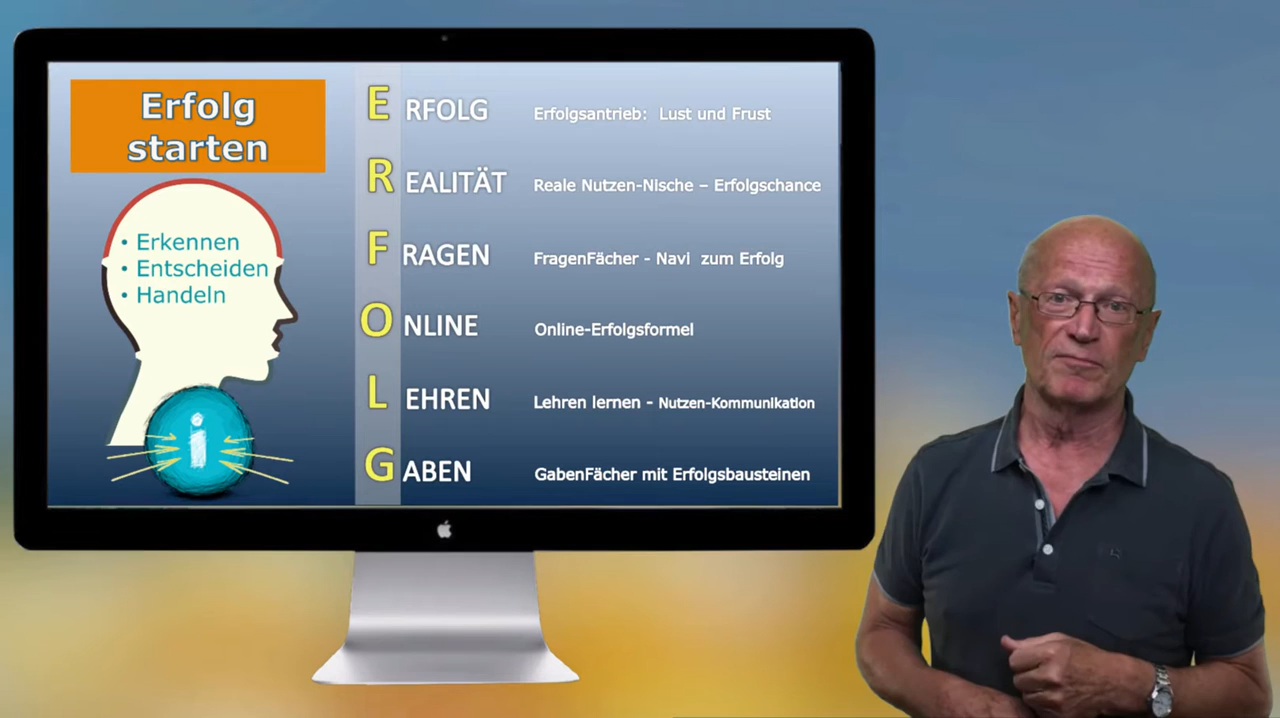 Erfolg
starten
• Erkennen
• Entscheiden
• Handeln
i
E RFOLG Erfolgsantrieb: Lust und Frust
R EALITÄT Reale Nutzen-Nische – Erfolgschance
F RAGEN FragenFächer - Navi zum Erfolg
O NLINE Online-Erfolgsformel
L EHREN Lehren lernen - Nutzen-Kommunikation
G ABEN GabenFächer mit Erfolgsbausteinen